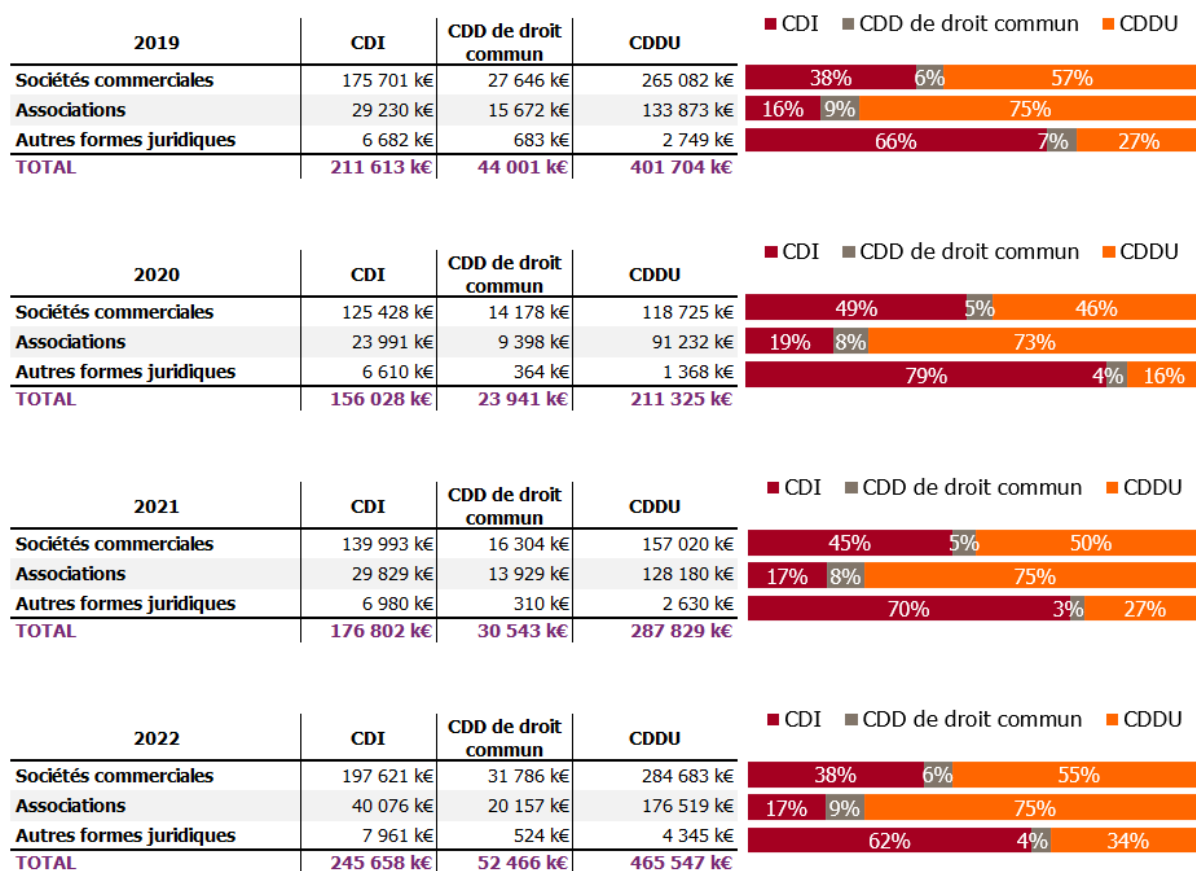 CDI CDD de droit commun CDDU
2019 CDI CDD de droit commun CDDU
Sociétés commerciales 175 701 k€ 27 646 k€ 265 082 k€ 38% 6% 57%
Associations 29 230 k€ 15 672 k€ 133 873 k€ 16% 9% 75%
Autres formes juridiques 6 682 k€ 683 k€ 2 749 k€ 66% 7% 27%
TOTAL 211 613 k€ 44 001 k€ 401 704 k€
CDI CDD de droit commun CDDU
2020 CDI CDD de droit commun CDDU
Sociétés commerciales 125 428 k€ 14 178 k€ 118 725 k€ 49% 5% 46%
Associations 23 991 k€ 9 398 k€ 91 232 k€ 19% 8% 73%
Autres formes juridiques 6 610 k€ 364 k€ 1 368 k€ 79% 4% 16%
TOTAL 156 028 k€ 23 941 k€ 211 325 k€
CDI CDD de droit commun CDDU
2021 CDI CDD de droit commun CDDU
Sociétés commerciales 139 993 k€ 16 304 k€ 157 020 k€ 45% 5% 50%
Associations 29 829 k€ 13 929 k€ 128 180 k€ 17% 8% 75%
Autres formes juridiques 6 980 k€ 310 k€ 2 630 k€ 70% 3% 27%
TOTAL 176 802 k€ 30 543 k€ 287 829 k€
CDI CDD de droit commun CDDU
2022 CDI CDD de droit commun CDDU
Sociétés commerciales 197 621 k€ 31 786 k€ 284 683 k€ 38% 6% 55%
Associations 40 076 k€ 20 157 k€ 176 519 k€ 17% 9% 75%
Autres formes juridiques 7 961 k€ 524 k€ 4 345 k€ 62% 4% 34%
TOTAL 245 658 k€ 52 466 k€ 465 547 k€